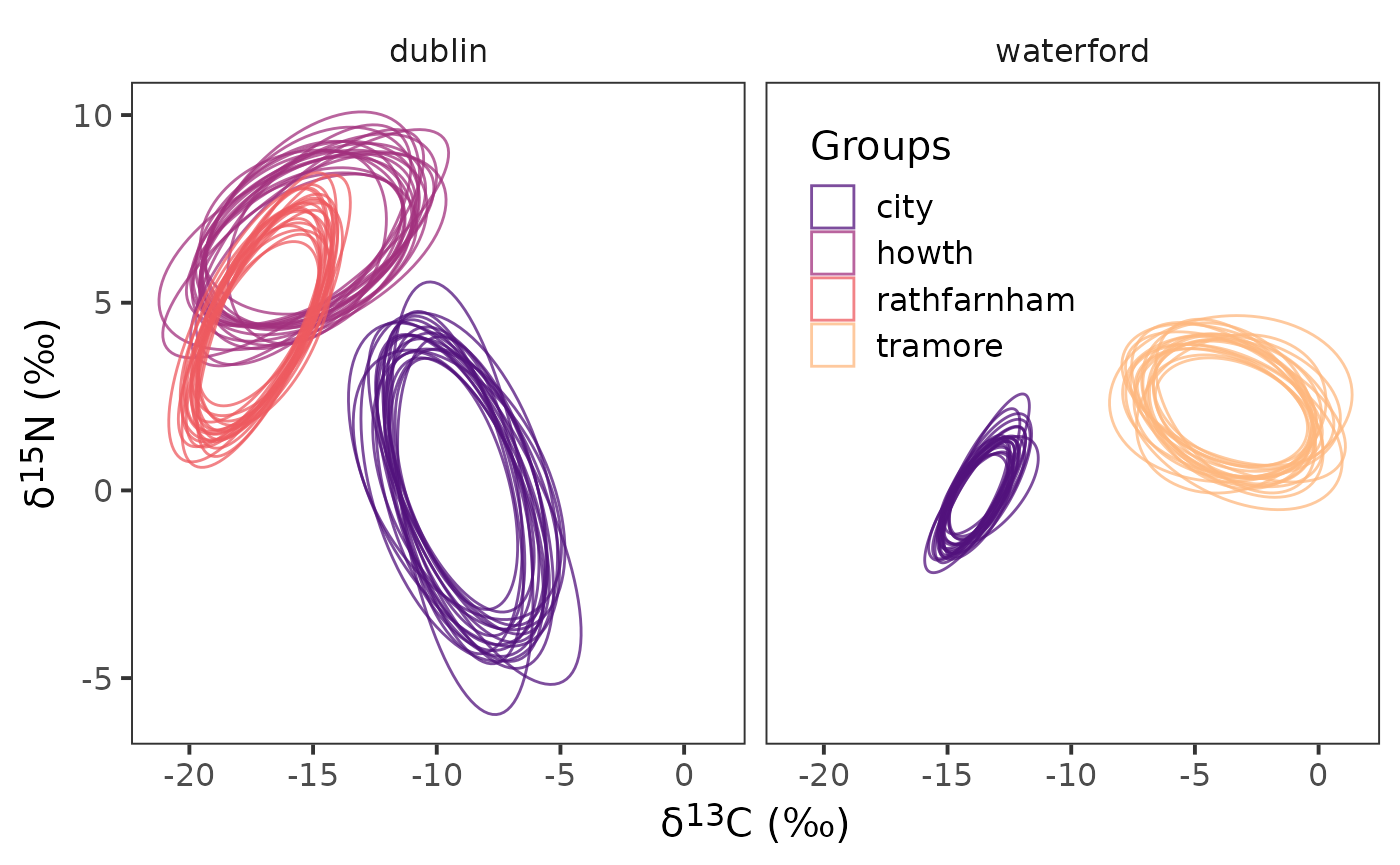 dublin
waterford
10
5
0
-5
δ15N (‰)
Groups
city
howth
rathfarnham
tramore
-20 -15 -10 -5 0
-20 -15 -10 -5 0
δ13C (‰)